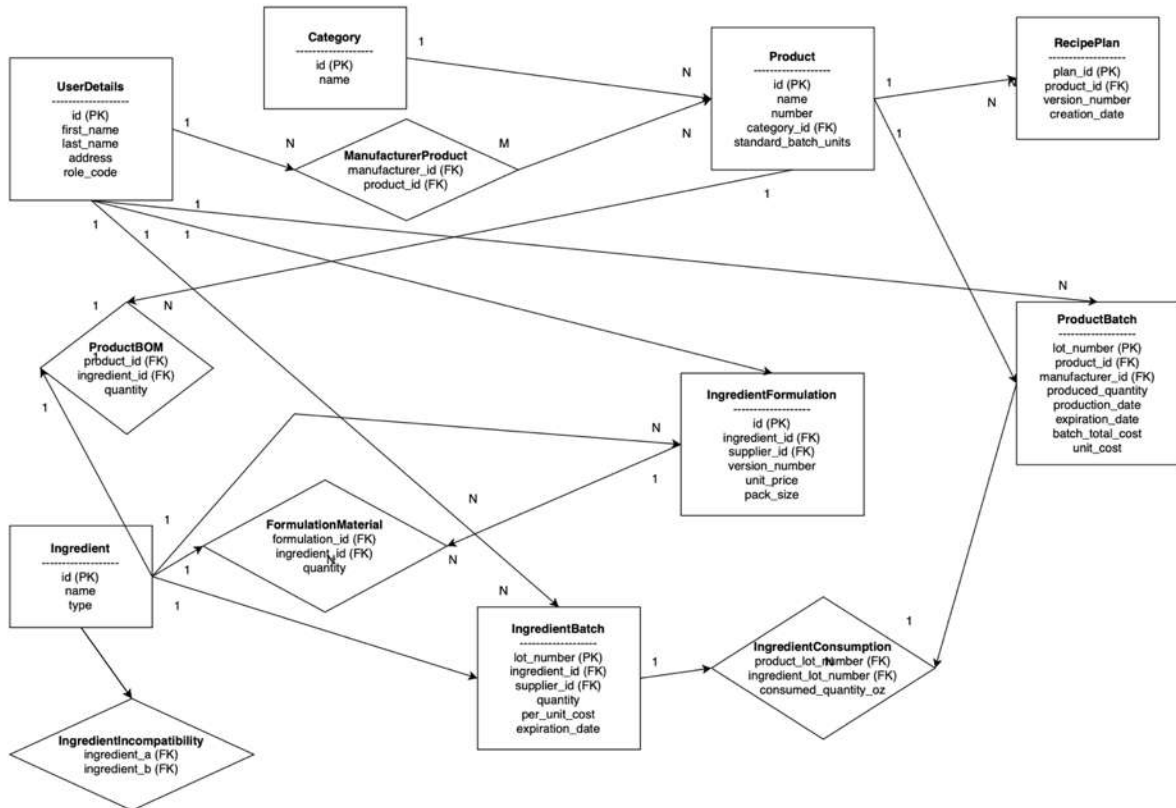 Category
--------------------
id (PK)
name
UserDetails
--------------------
id (PK)
first_name
last_name
address
role_code
ManufacturerProduct
manufacturer_id (FK)
product_id (FK)
Product
--------------------
id (PK)
name
number
category_id (FK)
standard_batch_units
RecipePlan
--------------------
plan_id (PK)
product_id (FK)
version_number
creation_date
1
N
1
N
M
N
1
N
N
1
1
1
1
1
1
1
N
ProductBOM
product_id (FK)
ingredient_id (FK)
quantity
1
N
1
1
ProductBatch
--------------------
lot_number (PK)
product_id (FK)
manufacturer_id (FK)
produced_quantity
production_date
expiration_date
batch_total_cost
unit_cost
IngredientFormulation
--------------------
id (PK)
ingredient_id (FK)
supplier_id (FK)
version_number
unit_price
pack_size
N
1
N
FormulationMaterial
formulation_id (FK)
ingredient_id (FK)
quantity
N
N
1
1
1
Ingredient
--------------------
id (PK)
name
type
N
IngredientBatch
--------------------
lot_number (PK)
ingredient_id (FK)
supplier_id (FK)
quantity
per_unit_cost
expiration_date
1
1
IngredientConsumption
product_lot_number (FK)
ingredient_lot_number (FK)
consumed_quantity_oz
N
IngredientIncompatibility
ingredient_a (FK)
ingredient_b (FK)